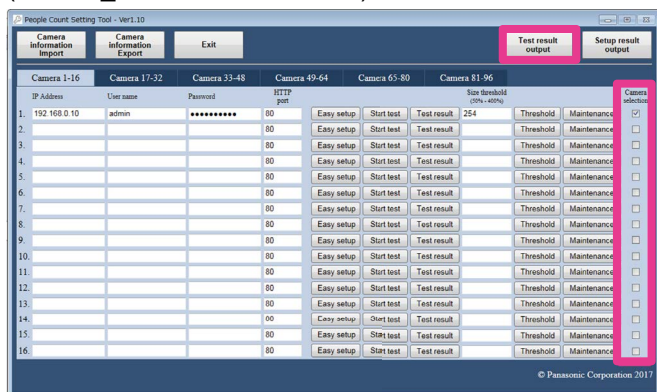 People Count Setting Tool - Ver1.10
Camera information Import Camera information Export Exit Test result output Setup result output
Camera 1-16 Camera 17-32 Camera 33-48 Camera 49-64 Camera 65-80 Camera 81-96
IP Address User name Password HTTP port Size threshold (50% - 400%) Camera selection
1. 192.168.0.10 admin ●●●●●●●●●● 80 Easy setup Start test Test result 254 Threshold Maintenance
2. 80 Easy setup Start test Test result Threshold Maintenance
3. 80 Easy setup Start test Test result Threshold Maintenance
4. 80 Easy setup Start test Test result Threshold Maintenance
5. 80 Easy setup Start test Test result Threshold Maintenance
6. 80 Easy setup Start test Test result Threshold Maintenance
7. 80 Easy setup Start test Test result Threshold Maintenance
8. 80 Easy setup Start test Test result Threshold Maintenance
9. 80 Easy setup Start test Test result Threshold Maintenance
10. 80 Easy setup Start test Test result Threshold Maintenance
11. 80 Easy setup Start test Test result Threshold Maintenance
12. 80 Easy setup Start test Test result Threshold Maintenance
13. 80 Easy setup Start test Test result Threshold Maintenance
14. 80 Easy setup Start test Test result Threshold Maintenance
15. 80 Easy setup Start test Test result Threshold Maintenance
16. 80 Easy setup Start test Test result Threshold Maintenance
© Panasonic Corporation 2017